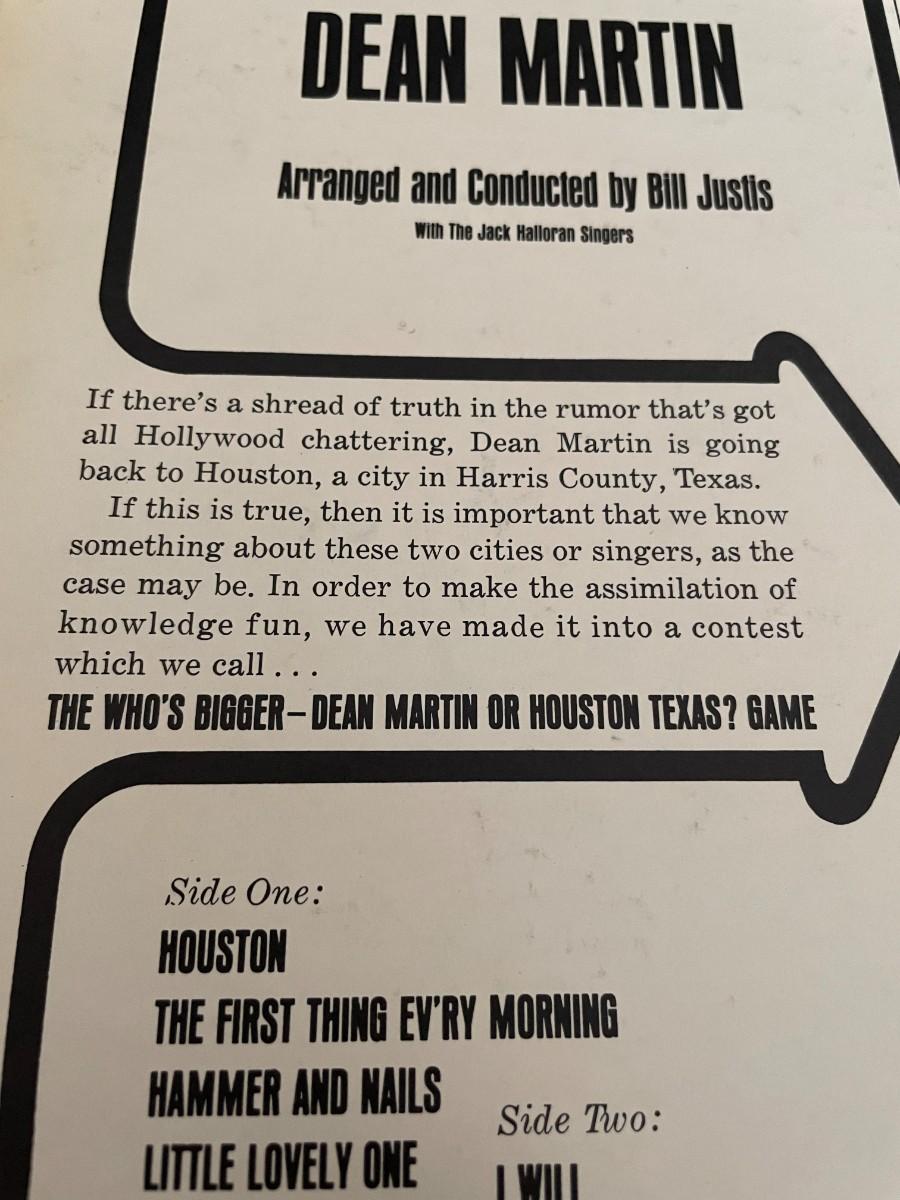 DEAN MARTIN
Arranged and Conducted by Bill Justis
With The Jack Halloran Singers
If there's a shread of truth in the rumor that's got
all Hollywood chattering, Dean Martin is going
back to Houston, a city in Harris County, Texas.
If this is true, then it is important that we know
something about these two cities or singers, as the
case may be. In order to make the assimilation of
knowledge fun, we have made it into a contest
which we call . . .
THE WHO'S BIGGER—DEAN MARTIN OR HOUSTON TEXAS? GAME
Side One:
HOUSTON
THE FIRST THING EV'RY MORNING
HAMMER AND NAILS
LITTLE LOVELY ONE
Side Two:
I WILL